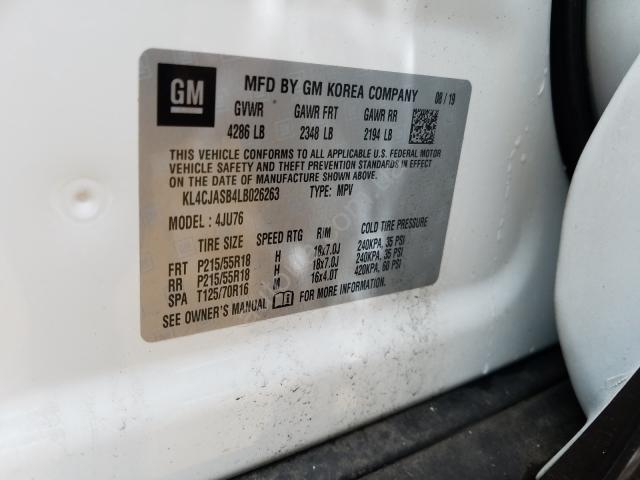 GM
MFD BY GM KOREA COMPANY 08 / 19
GVWR GAWR FRT GAWR RR
4286 LB 2348 LB 2194 LB
THIS VEHICLE CONFORMS TO ALL APPLICABLE U.S. FEDERAL MOTOR
VEHICLE SAFETY AND THEFT PREVENTION STANDARDS IN EFFECT
ON THE DATE OF MANUFACTURE SHOWN ABOVE.
KL4CJASB4LB026263 TYPE: MPV
MODEL : 4JU76
TIRE SIZE SPEED RTG RIM COLD TIRE PRESSURE
FRT P215/55R18 H 18x7.0J 240KPA, 35 PSI
RR P215/55R18 H 18x7.0J 240KPA, 35 PSI
SPA T125/70R16 M 16x4.0T 420KPA, 60 PSI
SEE OWNER'S MANUAL FOR MORE INFORMATION